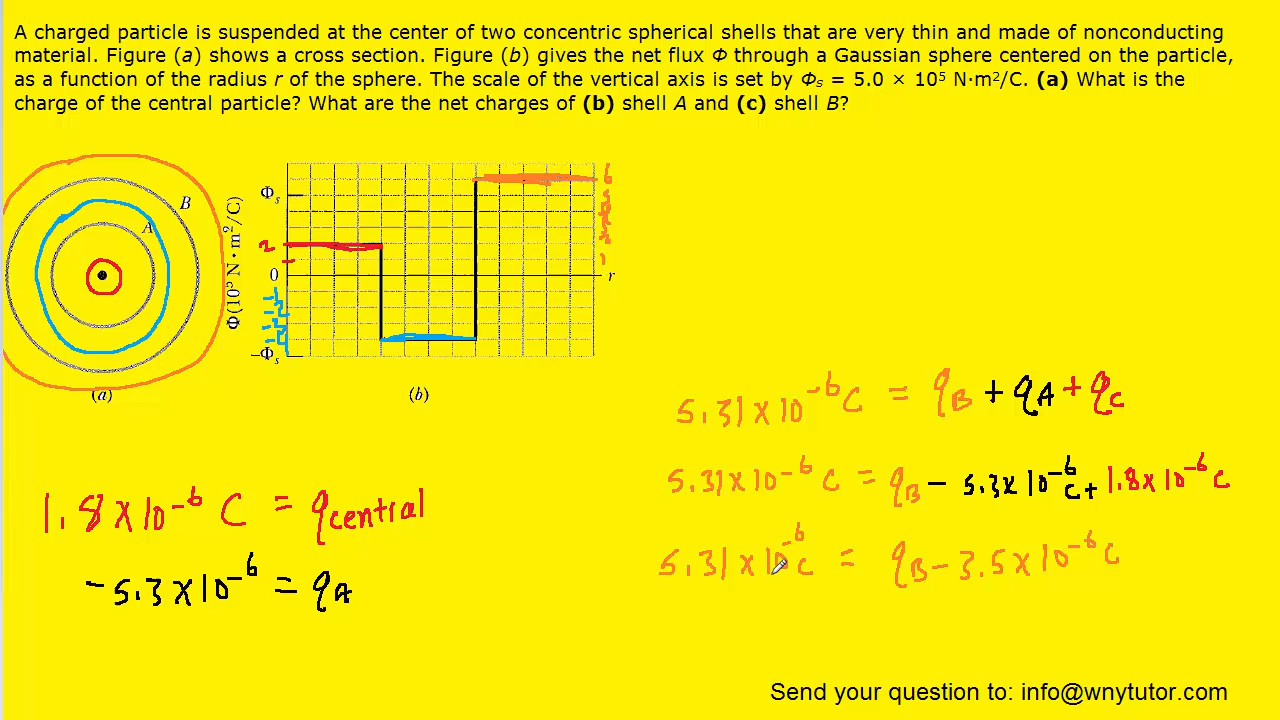 A charged particle is suspended at the center of two concentric spherical shells that are very thin and made of nonconducting
material. Figure (a) shows a cross section. Figure (b) gives the net flux Φ through a Gaussian sphere centered on the particle,
as a function of the radius r of the sphere. The scale of the vertical axis is set by Φs = 5.0 × 10⁵ N·m²/C. (a) What is the
charge of the central particle? What are the net charges of (b) shell A and (c) shell B?
B
A
(a)
Φ (10⁵ N · m²/C)
Φs
2
0
-Φs
6
r
(b)
1.8 x 10⁻⁶ C = qcentral
- 5.3 x 10⁻⁶ = qA
5.31 x 10⁻⁶ C = qB + qA + qC
5.31 x 10⁻⁶ C = qB - 5.3 x 10⁻⁶ C + 1.8 x 10⁻⁶ C
5.31 x 10⁻⁶ C = qB - 3.5 x 10⁻⁶ C
Send your question to: info@wnytutor.com